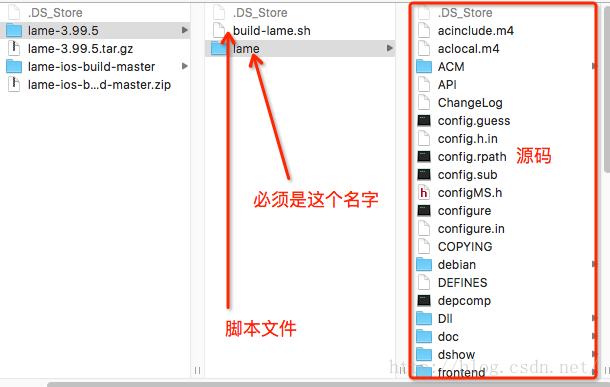 .DS_Store
lame-3.99.5
lame-3.99.5.tar.gz
lame-ios-build-master
lame-ios-b...d-master.zip
.DS_Store
build-lame.sh
lame
必须是这个名字
脚本文件
.DS_Store
acinclude.m4
aclocal.m4
ACM
API
ChangeLog
config.guess
config.h.in
config.rpath
源码
config.sub
configMS.h
configure
configure.in
COPYING
debian
DEFINES
depcomp
Dll
doc
dshow
frontend
http://blog.csdn.net